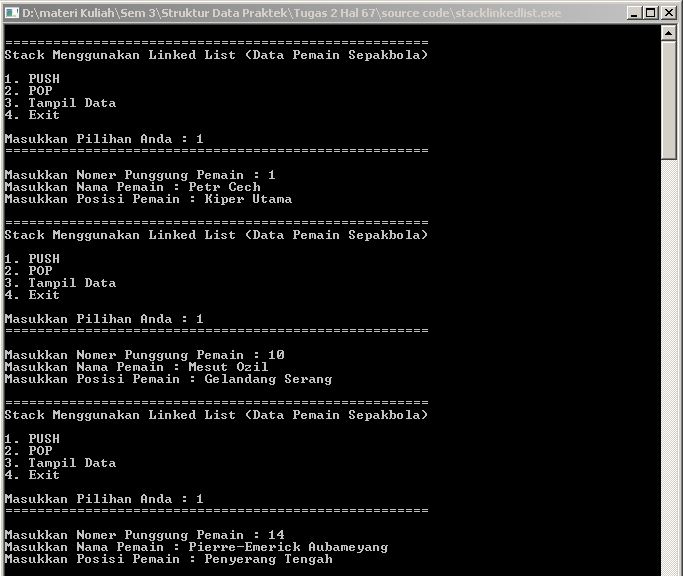 D:\materi Kuliah\Sem 3\Struktur Data Praktek\Tugas 2 Hal 67\source code\stacklinkedlist.exe
=====================================================
Stack Menggunakan Linked List (Data Pemain Sepakbola)
1. PUSH
2. POP
3. Tampil Data
4. Exit
Masukkan Pilihan Anda : 1
=====================================================
Masukkan Nomer Punggung Pemain : 1
Masukkan Nama Pemain : Petr Cech
Masukkan Posisi Pemain : Kiper Utama
=====================================================
Stack Menggunakan Linked List (Data Pemain Sepakbola)
1. PUSH
2. POP
3. Tampil Data
4. Exit
Masukkan Pilihan Anda : 1
=====================================================
Masukkan Nomer Punggung Pemain : 10
Masukkan Nama Pemain : Mesut Ozil
Masukkan Posisi Pemain : Gelandang Serang
=====================================================
Stack Menggunakan Linked List (Data Pemain Sepakbola)
1. PUSH
2. POP
3. Tampil Data
4. Exit
Masukkan Pilihan Anda : 1
=====================================================
Masukkan Nomer Punggung Pemain : 14
Masukkan Nama Pemain : Pierre-Emerick Aubameyang
Masukkan Posisi Pemain : Penyerang Tengah